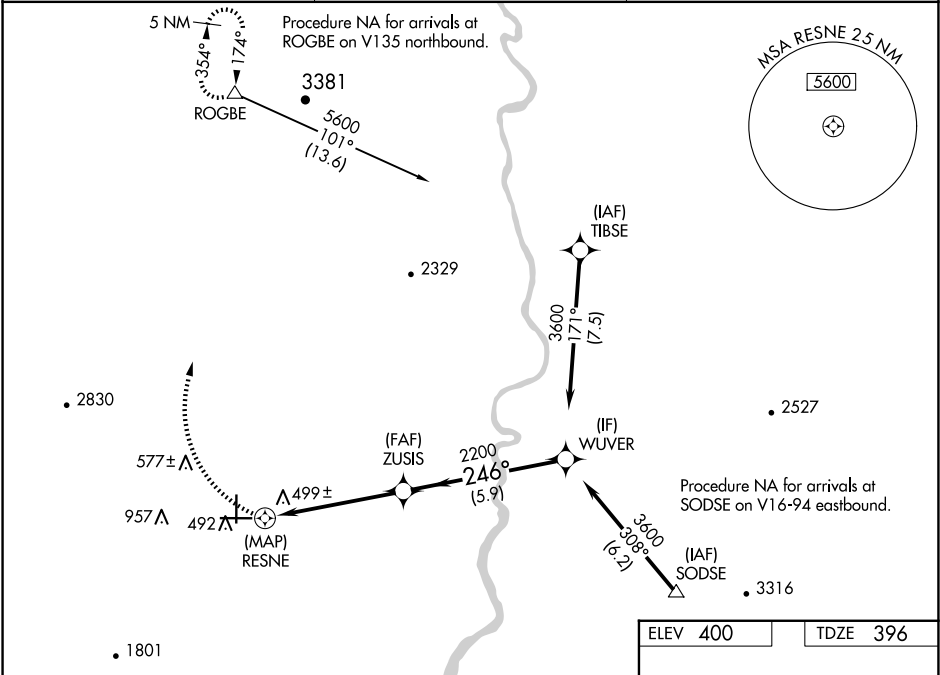 5 NM
354°
174°
ROGBE
Procedure NA for arrivals at
ROGBE on V135 northbound.
3381
5600
101°
(13.6)
MSA RESNE 25 NM
5600
(IAF)
TIBSE
2329
3600
171°
(7.5)
2830
2527
(IF)
WUVER
(FAF)
ZUSIS
2200
246°
(5.9)
577±
499±
957
492
(MAP)
RESNE
Procedure NA for arrivals at
SODSE on V16-94 eastbound.
3600
308°
(6.2)
(IAF)
SODSE
3316
1801
ELEV 400
TDZE 396